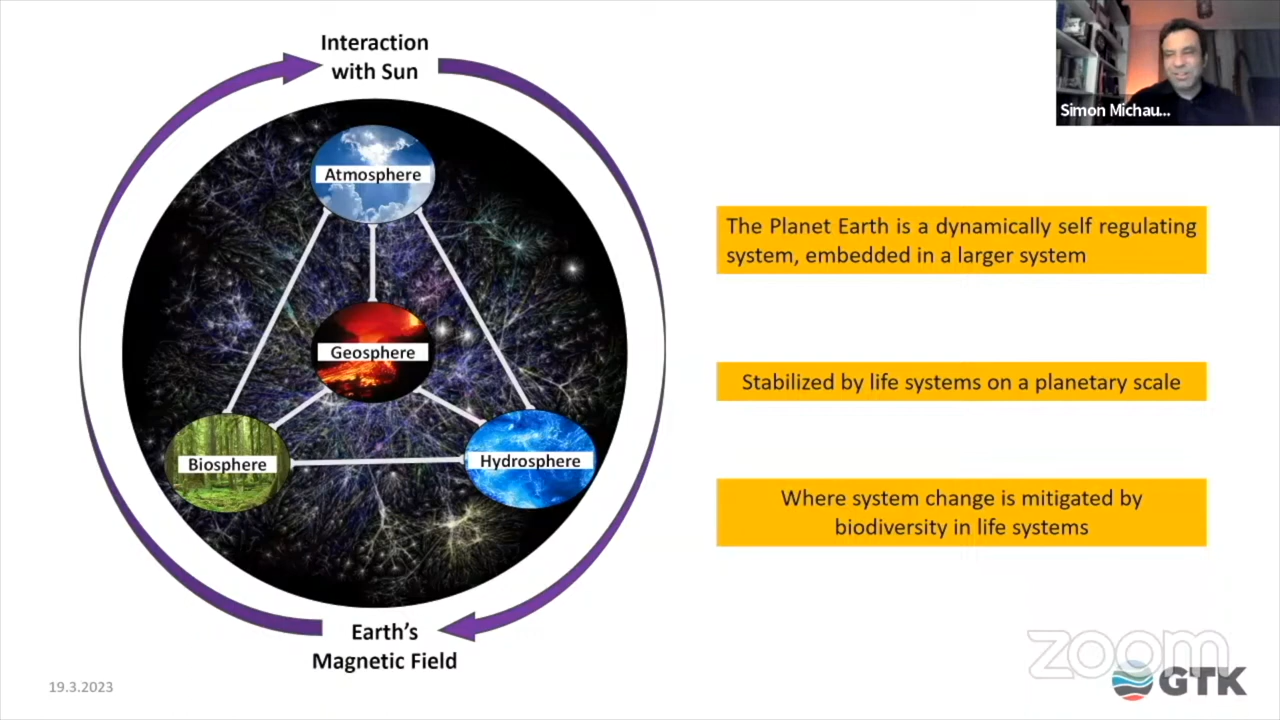 Interaction
with Sun
Simon Michau...
Atmosphere
The Planet Earth is a dynamically self regulating
system, embedded in a larger system
Geosphere
Stabilized by life systems on a planetary scale
Biosphere
Hydrosphere
Where system change is mitigated by
biodiversity in life systems
Earth's
Magnetic Field
zoom
GTK
19.3.2023